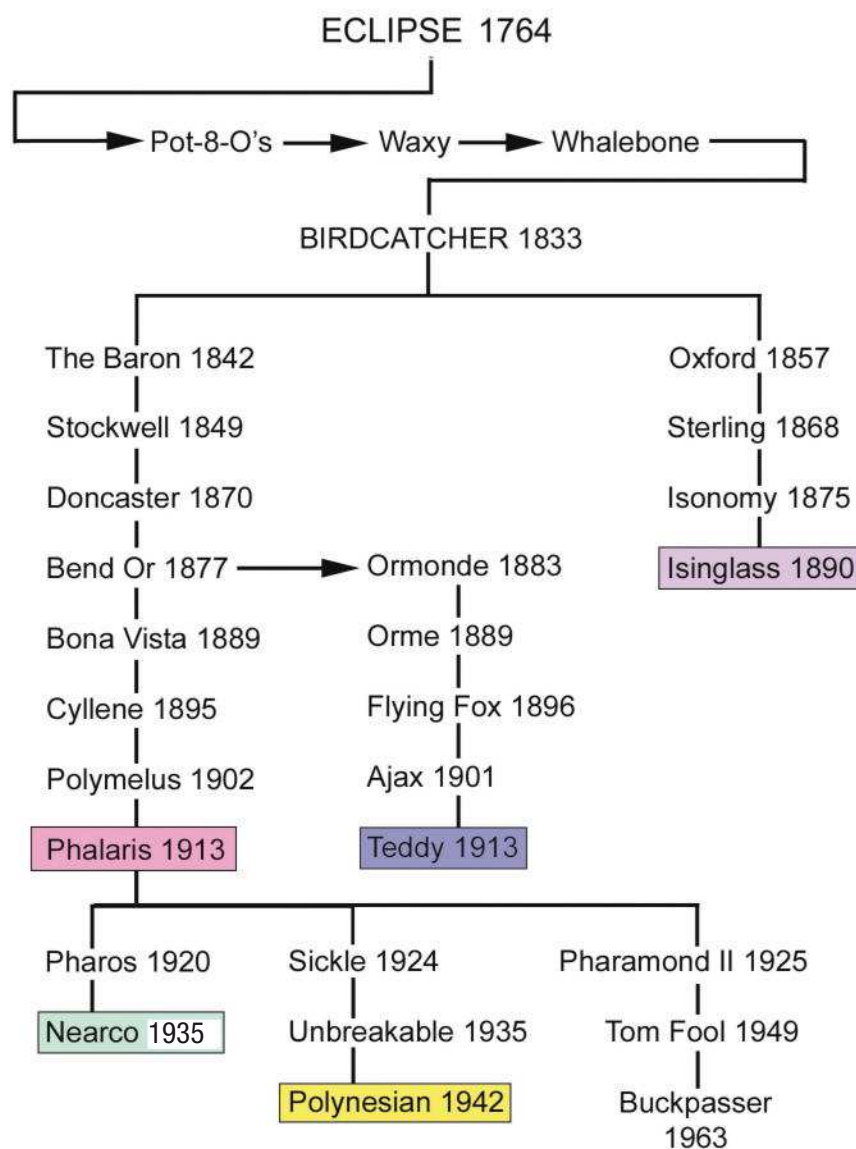 ECLIPSE 1764
Pot-8-O's
Waxy
Whalebone
BIRDCATCHER 1833
The Baron 1842
Oxford 1857
Stockwell 1849
Sterling 1868
Doncaster 1870
Isonomy 1875
Bend Or 1877
Ormonde 1883
Isinglass 1890
Bona Vista 1889
Orme 1889
Cyllene 1895
Flying Fox 1896
Polymelus 1902
Ajax 1901
Phalaris 1913
Teddy 1913
Pharos 1920
Sickle 1924
Pharamond II 1925
Nearco 1935
Unbreakable 1935
Tom Fool 1949
Polynesian 1942
Buckpasser
1963